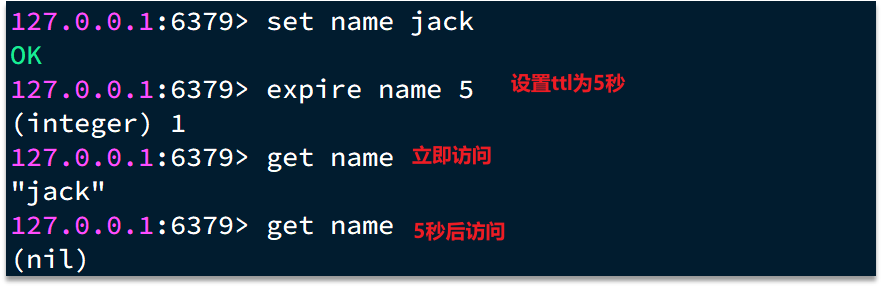 127.0.0.1:6379> set name jack
OK
127.0.0.1:6379> expire name 5 设置ttl为5秒
(integer) 1
127.0.0.1:6379> get name 立即访问
"jack"
127.0.0.1:6379> get name 5秒后访问
(nil)